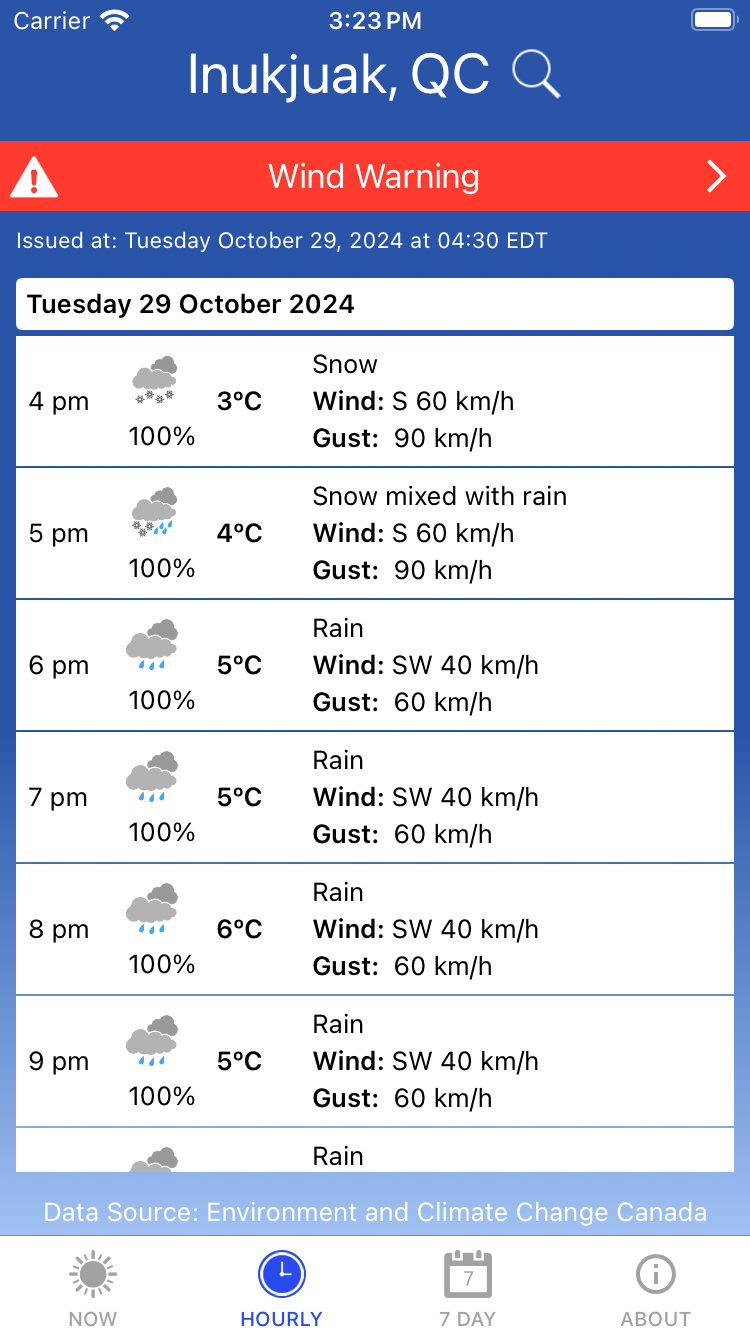 Carrier 3:23 PM
Inukjuak, QC
Wind Warning
Issued at: Tuesday October 29, 2024 at 04:30 EDT
Tuesday 29 October 2024
4 pm 100% 3°C Snow
Wind: S 60 km/h
Gust: 90 km/h
5 pm 100% 4°C Snow mixed with rain
Wind: S 60 km/h
Gust: 90 km/h
6 pm 100% 5°C Rain
Wind: SW 40 km/h
Gust: 60 km/h
7 pm 100% 5°C Rain
Wind: SW 40 km/h
Gust: 60 km/h
8 pm 100% 6°C Rain
Wind: SW 40 km/h
Gust: 60 km/h
9 pm 100% 5°C Rain
Wind: SW 40 km/h
Gust: 60 km/h
Rain
Data Source: Environment and Climate Change Canada
7
NOW HOURLY 7 DAY ABOUT